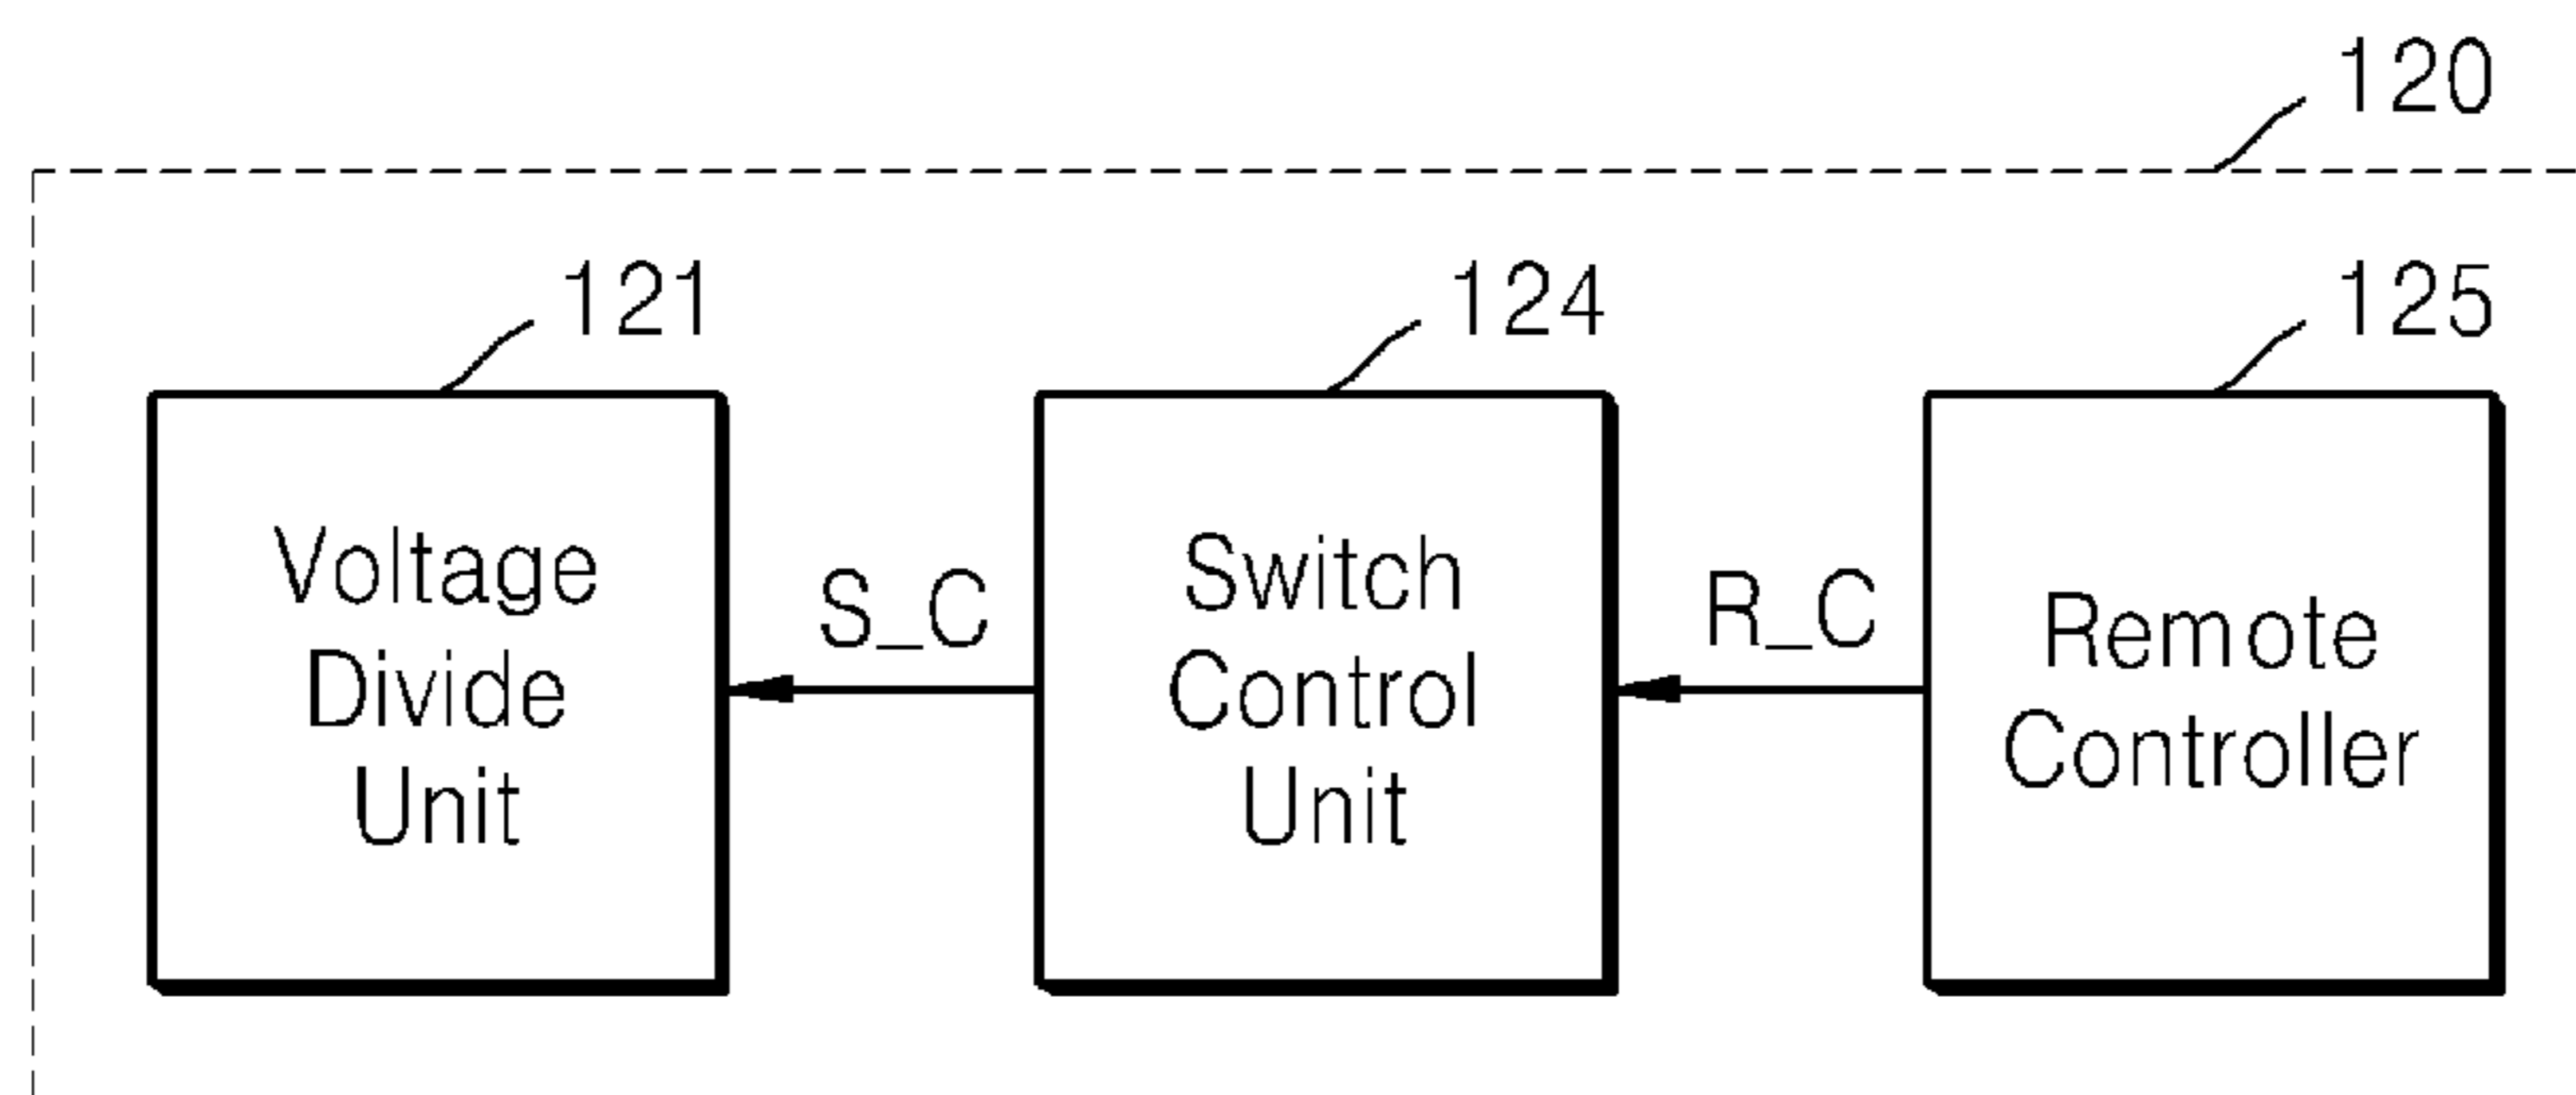 120
121
124
125
Voltage
Divide
Unit
S_C
Switch
Control
Unit
R_C
Remote
Controller